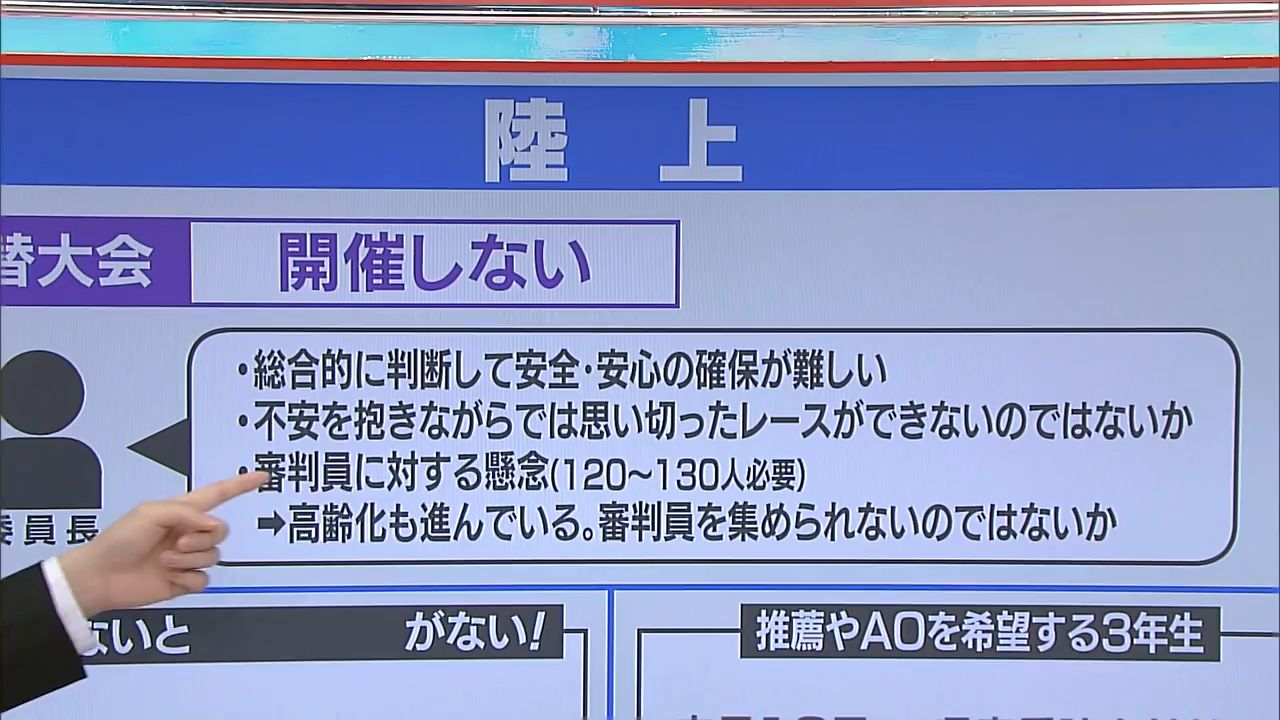 陸 上
替大会 開催しない
・総合的に判断して安全・安心の確保が難しい
・不安を抱きながらでは思い切ったレースができないのではないか
・審判員に対する懸念(120~130人必要)
➡高齢化も進んでいる。審判員を集められないのではないか
委員長
ないと がない!
推薦やAOを希望する3年生